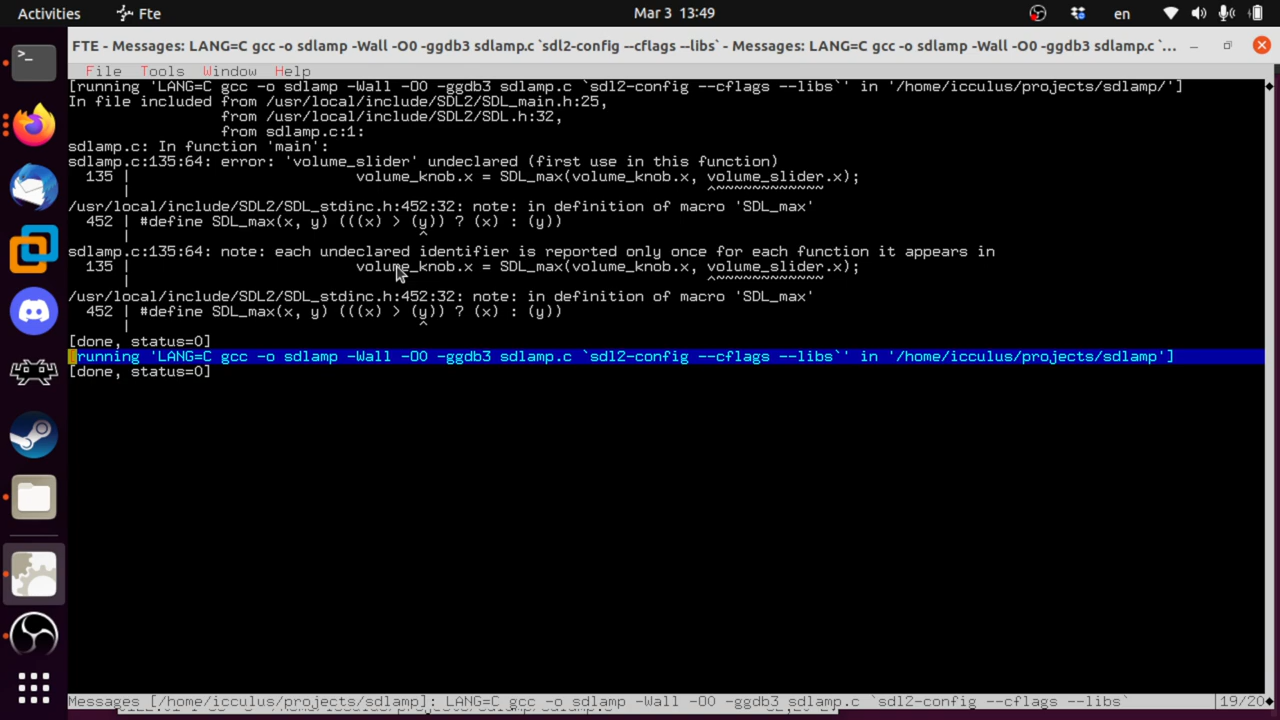 Activities Fte Mar 3 13:49 en
FTE - Messages: LANG=C gcc -o sdlamp -Wall -O0 -ggdb3 sdlamp.c `sdl2-config --cflags --libs` - Messages: LANG=C gcc -o sdlamp -Wall -O0 -ggdb3 sdlamp.c `...
File Tools Window Help
[running 'LANG=C gcc -o sdlamp -Wall -O0 -ggdb3 sdlamp.c `sdl2-config --cflags --libs`' in '/home/icculus/projects/sdlamp/']
In file included from /usr/local/include/SDL2/SDL_main.h:25,
from /usr/local/include/SDL2/SDL.h:32,
from sdlamp.c:1:
sdlamp.c: In function 'main':
sdlamp.c:135:64: error: 'volume_slider' undeclared (first use in this function)
135 | volume_knob.x = SDL_max(volume_knob.x, volume_slider.x);
| ^~~~~~~~~~~~~
/usr/local/include/SDL2/SDL_stdinc.h:452:32: note: in definition of macro 'SDL_max'
452 | #define SDL_max(x, y) (((x) > (y)) ? (x) : (y))
| ^
sdlamp.c:135:64: note: each undeclared identifier is reported only once for each function it appears in
135 | volume_knob.x = SDL_max(volume_knob.x, volume_slider.x);
| ^~~~~~~~~~~~~
/usr/local/include/SDL2/SDL_stdinc.h:452:32: note: in definition of macro 'SDL_max'
452 | #define SDL_max(x, y) (((x) > (y)) ? (x) : (y))
| ^
[done, status=0]
[running 'LANG=C gcc -o sdlamp -Wall -O0 -ggdb3 sdlamp.c `sdl2-config --cflags --libs`' in '/home/icculus/projects/sdlamp']
[done, status=0]
Messages [/home/icculus/projects/sdlamp]: LANG=C gcc -o sdlamp -Wall -O0 -ggdb3 sdlamp.c `sdl2-config --cflags --libs` 19/20